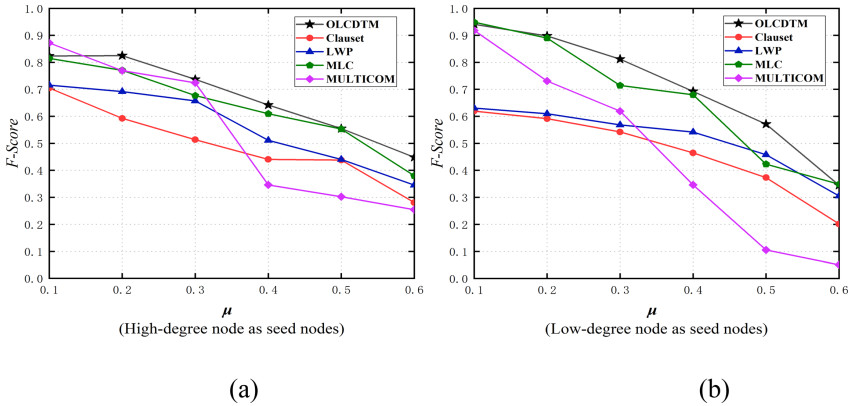 1.0
0.9
0.8
0.7
0.6
0.5
0.4
0.3
0.2
0.1
0.0
F-Score
OLCDTM
Clauset
LWP
MLC
MULTICOM
0.1 0.2 0.3 0.4 0.5 0.6
μ
(High-degree node as seed nodes)
(a)
1.0
0.9
0.8
0.7
0.6
0.5
0.4
0.3
0.2
0.1
0.0
F-Score
OLCDTM
Clauset
LWP
MLC
MULTICOM
0.1 0.2 0.3 0.4 0.5 0.6
μ
(Low-degree node as seed nodes)
(b)